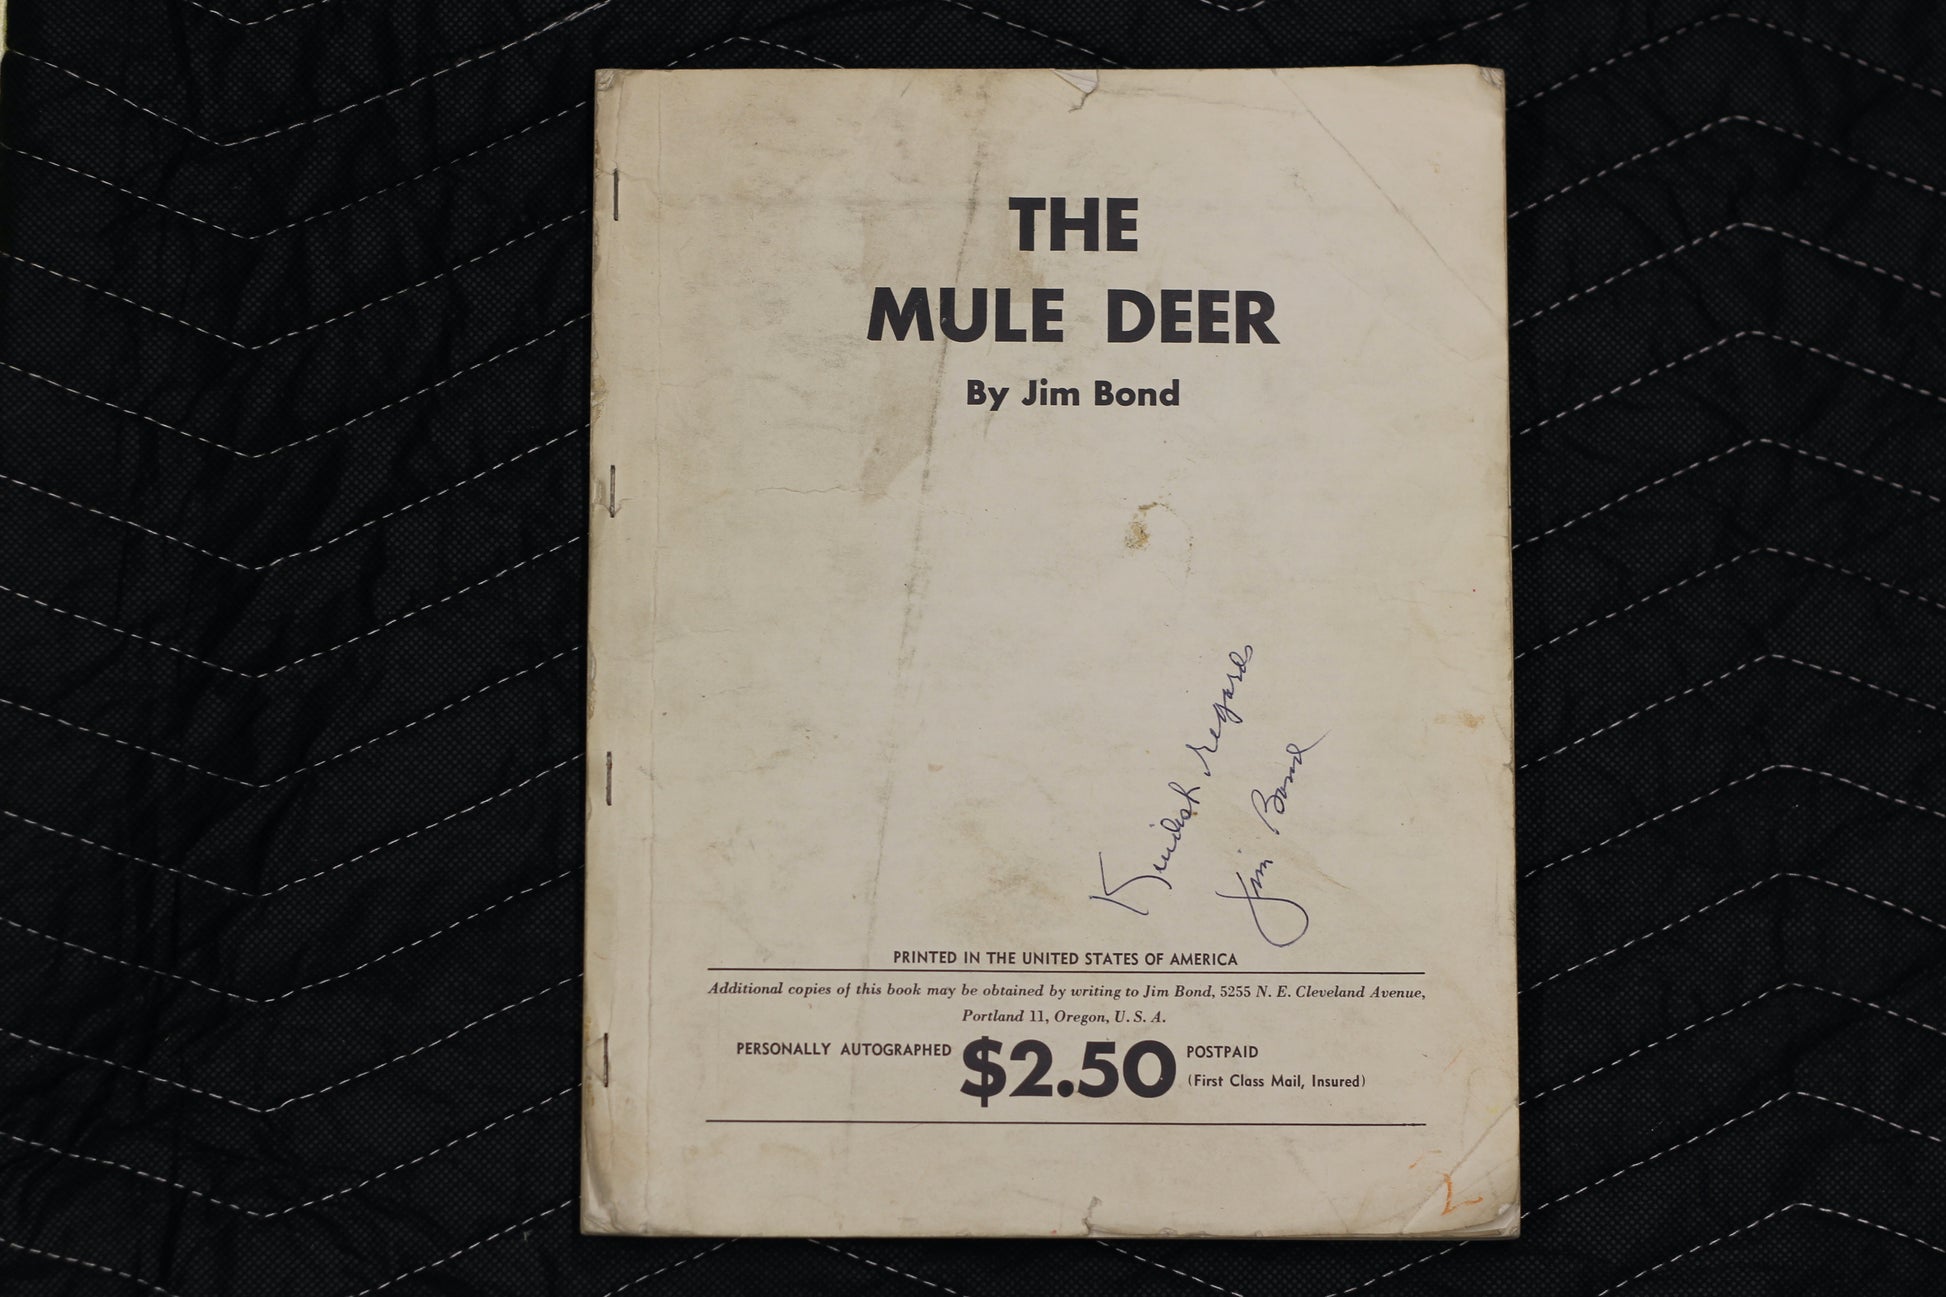 THE
MULE DEER
By Jim Bond
Kindest regards
Jim Bond
PRINTED IN THE UNITED STATES OF AMERICA
Additional copies of this book may be obtained by writing to Jim Bond, 5255 N. E. Cleveland Avenue,
Portland 11, Oregon, U. S. A.
PERSONALLY AUTOGRAPHED $2.50 POSTPAID
(First Class Mail, Insured)